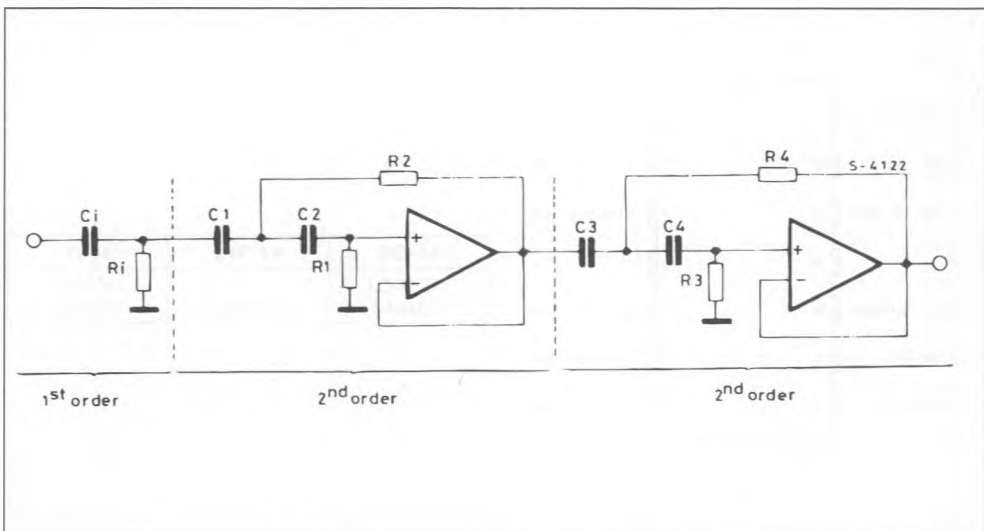 R2
R4
S-4122
Ci
C1
C2
C3
C4
Ri
R1
R3
+
−
+
−
1st order
2nd order
2nd order